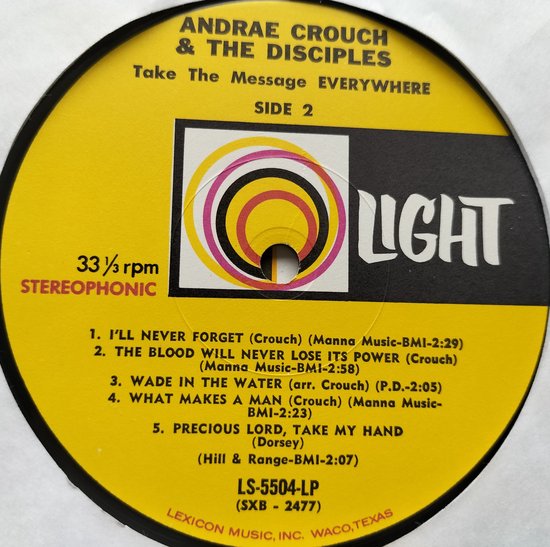 ANDRAE CROUCH
& THE DISCIPLES
Take The Message EVERYWHERE
SIDE 2
LIGHT
33 1/3 rpm
STEREOPHONIC
1. I'LL NEVER FORGET (Crouch) (Manna Music-BMI-2:29)
2. THE BLOOD WILL NEVER LOSE ITS POWER (Crouch)
(Manna Music-BMI-2:58)
3. WADE IN THE WATER (arr. Crouch) (P.D.-2:05)
4. WHAT MAKES A MAN (Crouch) (Manna Music-
BMI-2:23)
5. PRECIOUS LORD, TAKE MY HAND
(Dorsey)
(Hill & Range-BMI-2:07)
LS-5504-LP
(SXB - 2477)
LEXICON MUSIC, INC. WACO, TEXAS